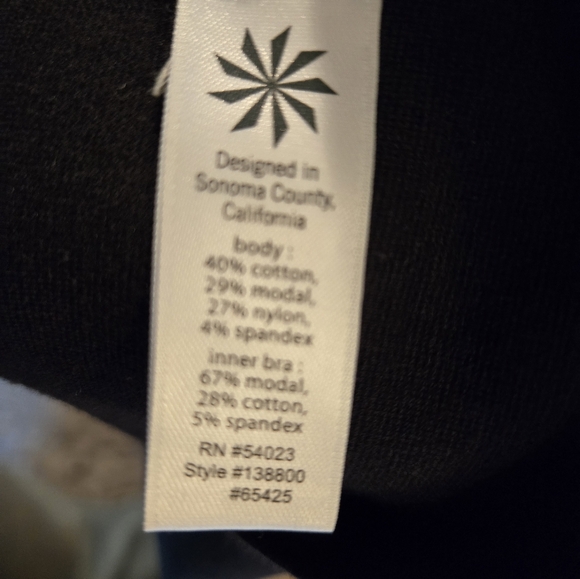 Designed in
Sonoma County,
California
body :
40% cotton,
29% modal,
27% nylon,
4% spandex
inner bra :
67% modal,
28% cotton,
5% spandex
RN #54023
Style #138800
#65425